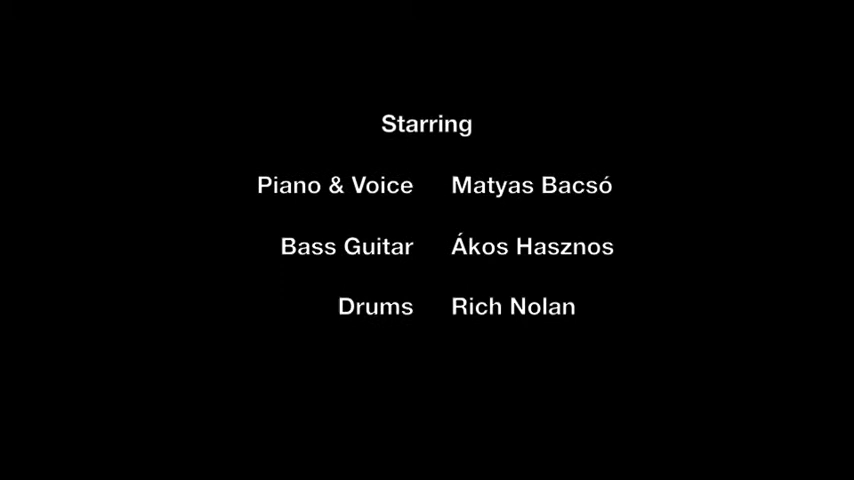 Starring
Piano & Voice Matyas Bacsó
Bass Guitar Ákos Hasznos
Drums Rich Nolan